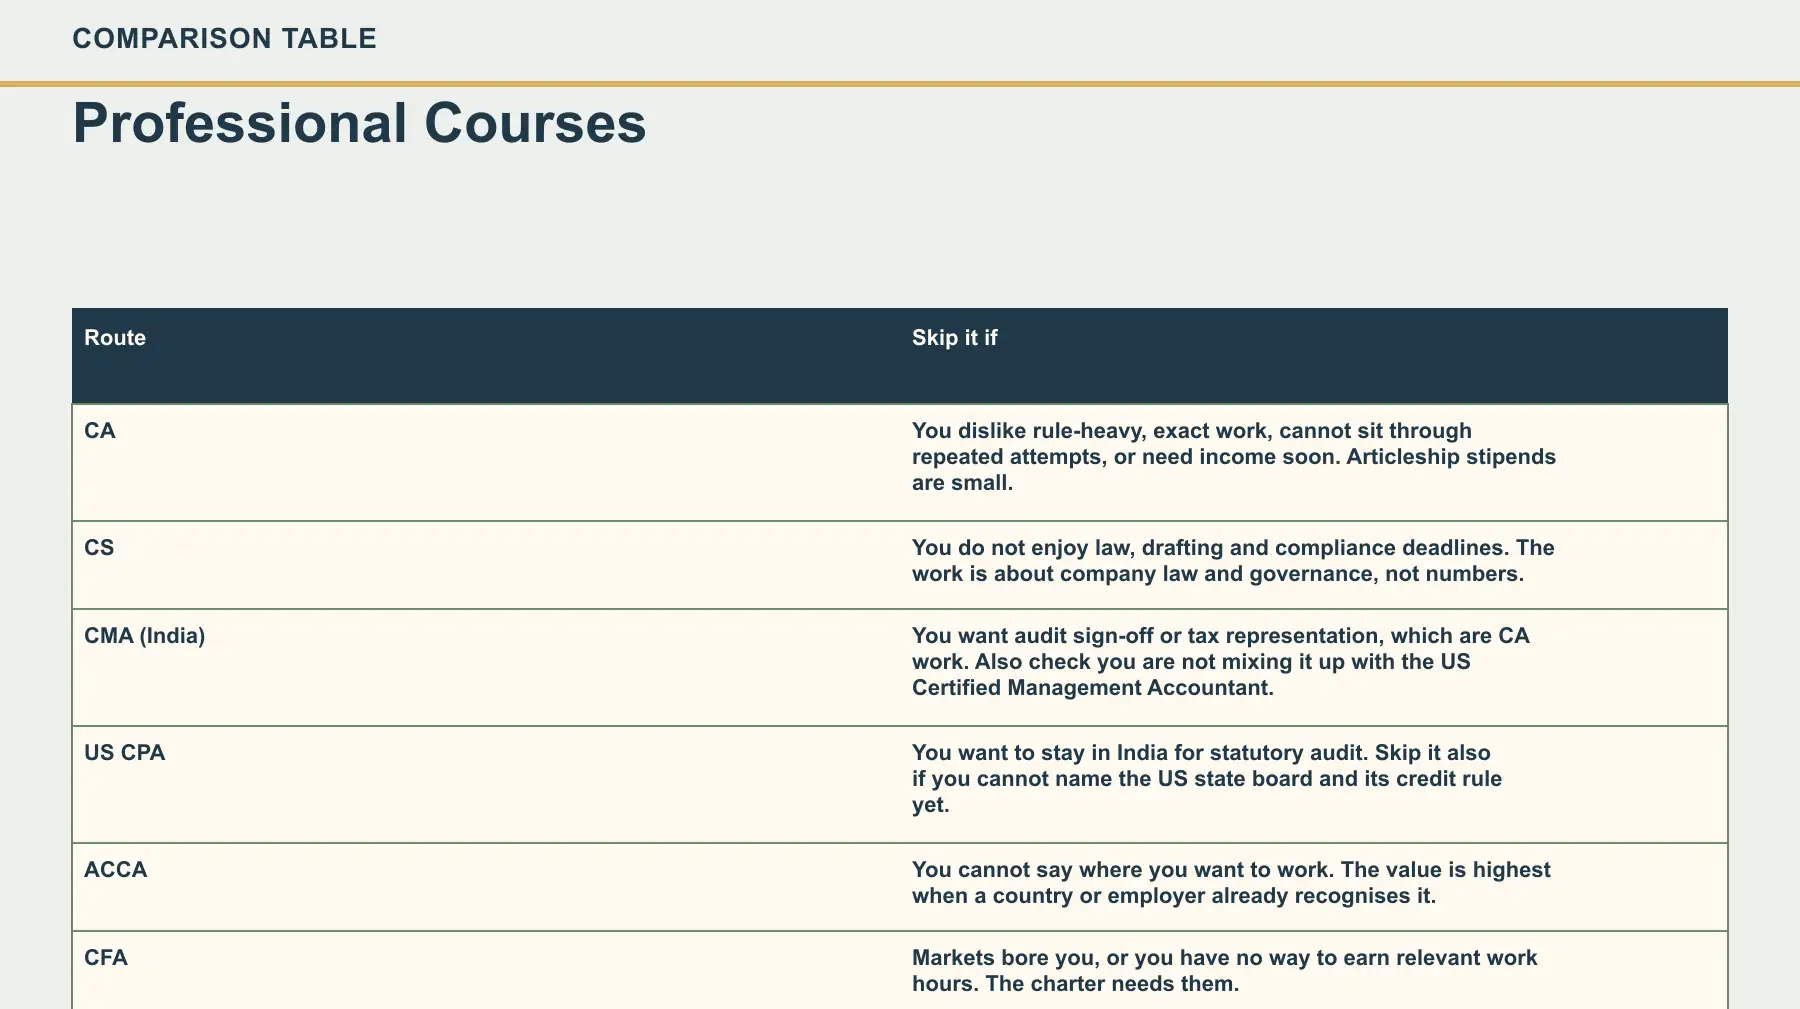 COMPARISON TABLE
Professional Courses
Route
Skip it if
CA
You dislike rule-heavy, exact work, cannot sit through
repeated attempts, or need income soon. Articleship stipends
are small.
CS
You do not enjoy law, drafting and compliance deadlines. The
work is about company law and governance, not numbers.
CMA (India)
You want audit sign-off or tax representation, which are CA
work. Also check you are not mixing it up with the US
Certified Management Accountant.
US CPA
You want to stay in India for statutory audit. Skip it also
if you cannot name the US state board and its credit rule
yet.
ACCA
You cannot say where you want to work. The value is highest
when a country or employer already recognises it.
CFA
Markets bore you, or you have no way to earn relevant work
hours. The charter needs them.